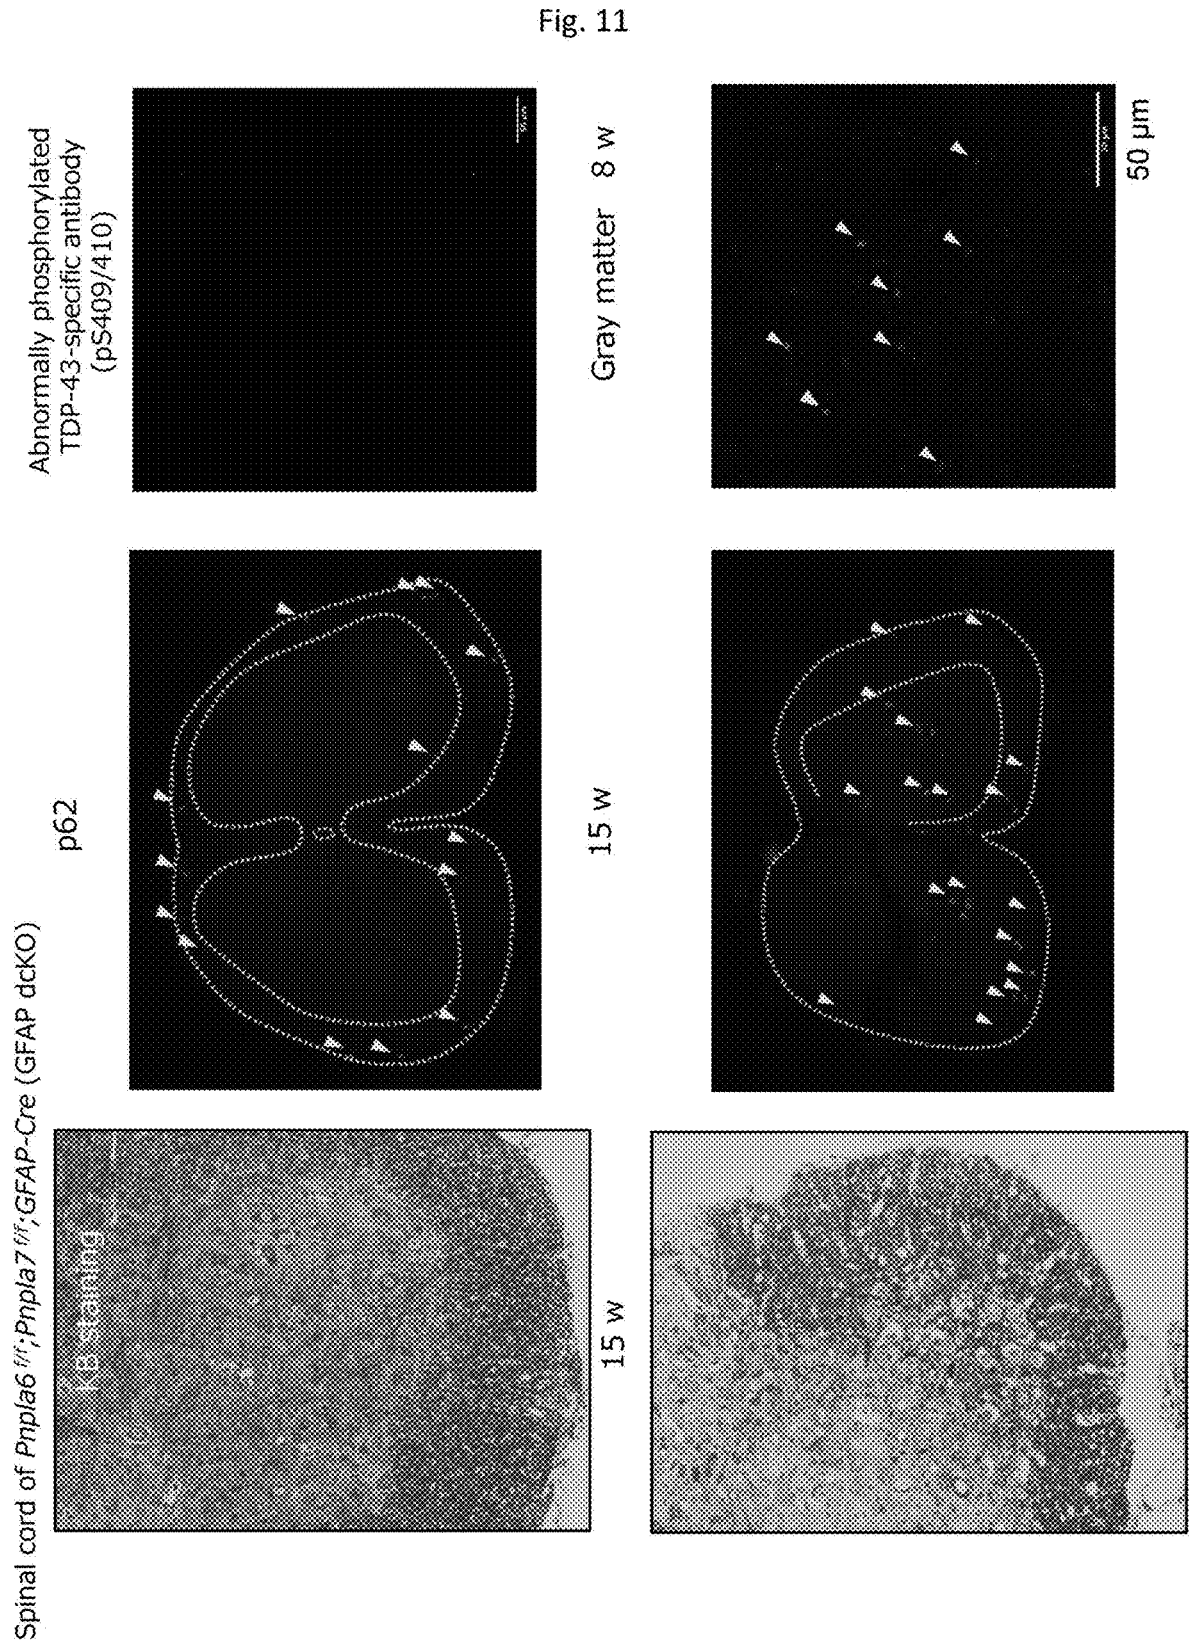 Fig. 11
Spinal cord of Pnpla6 f/f;Pnpla7 f/f;GFAP-Cre (GFAP dcKO)
KB staining
p62
Abnormally phosphorylated
TDP-43-specific antibody
(pS409/410)
15 w
15 w
Gray matter 8 w
50 µm